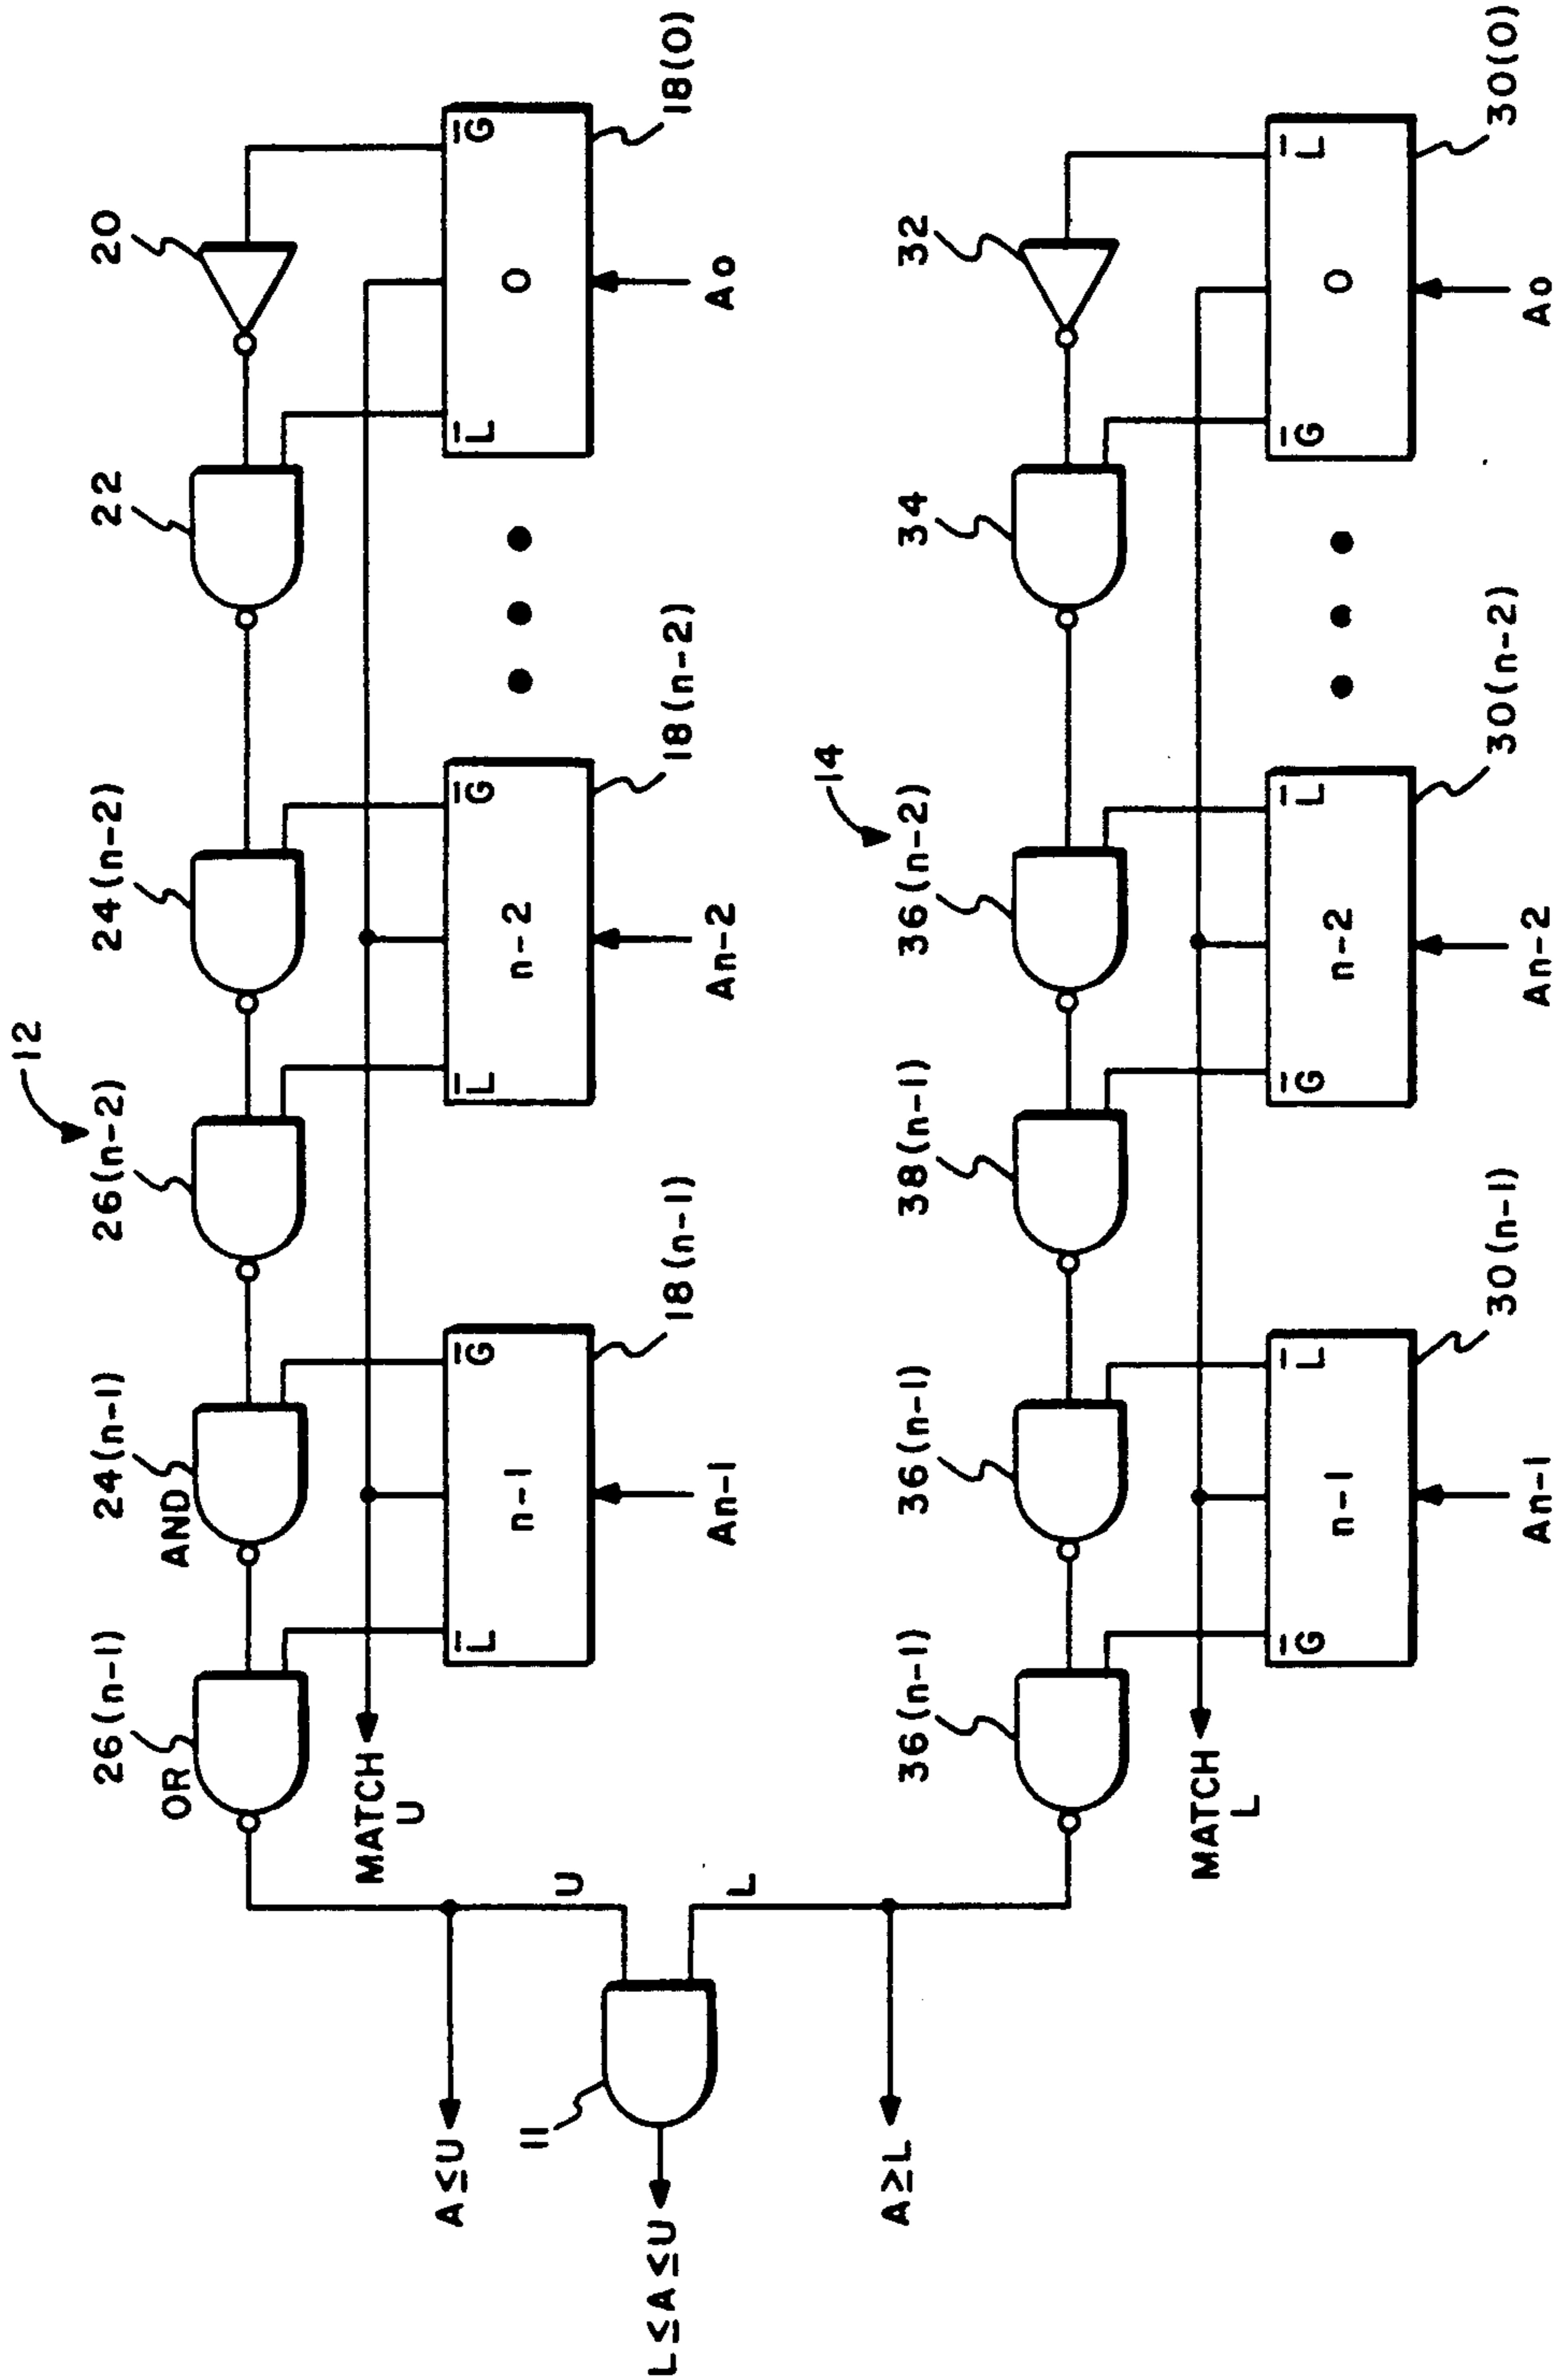 12
26(n-1) 24(n-1) 26(n-2) 24(n-2) 22 20
OR AND
MATCH
U
A≤U
L̅ G̅ L̅ G̅ L̅ G̅
n-1 n-2 0
11
U
L≤A≤U
18(n-1) 18(n-2) 18(0)
An-1 An-2 Ao
L
14
A≥L
36(n-1) 36(n-1) 38(n-1) 36(n-2) 34 32
MATCH
L
G̅ L̅ G̅ L̅ G̅ L̅
n-1 n-2 0
30(n-1) 30(n-2) 30(0)
An-1 An-2 Ao